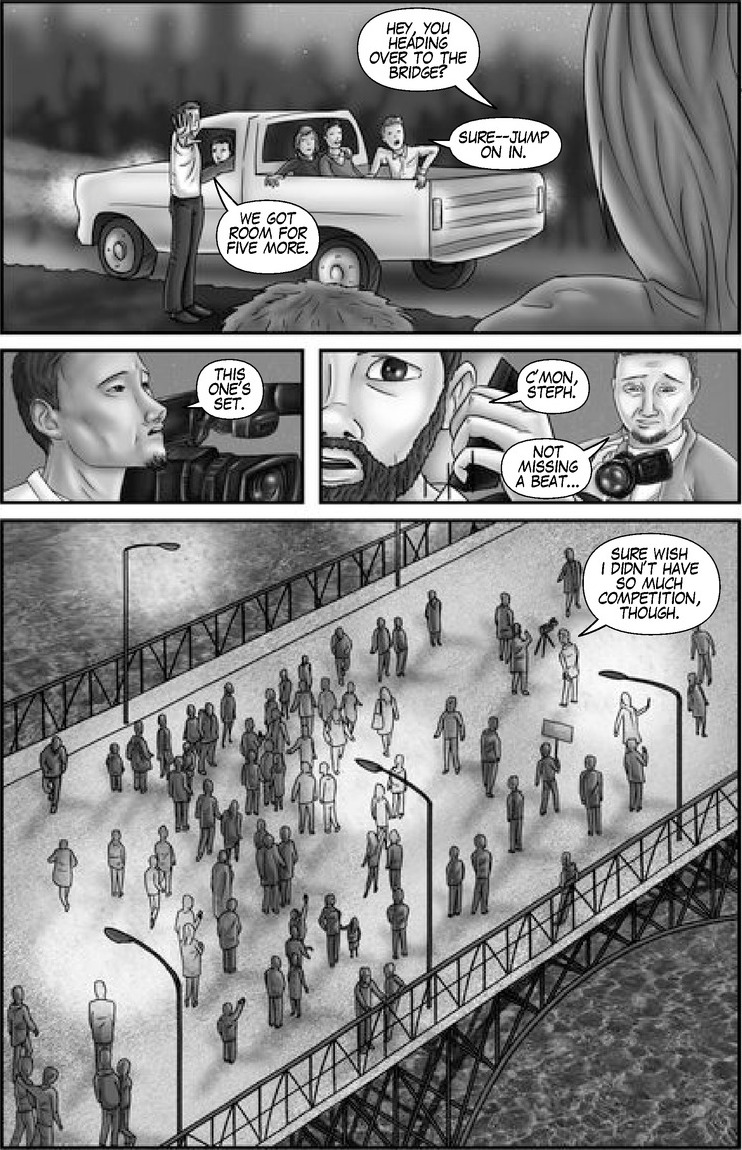 HEY, YOU
HEADING
OVER TO THE
BRIDGE?
SURE--JUMP
ON IN.
WE GOT
ROOM FOR
FIVE MORE.
THIS
ONE'S
SET.
C'MON,
STEPH.
NOT
MISSING
A BEAT...
SURE WISH
I DIDN'T HAVE
SO MUCH
COMPETITION,
THOUGH.